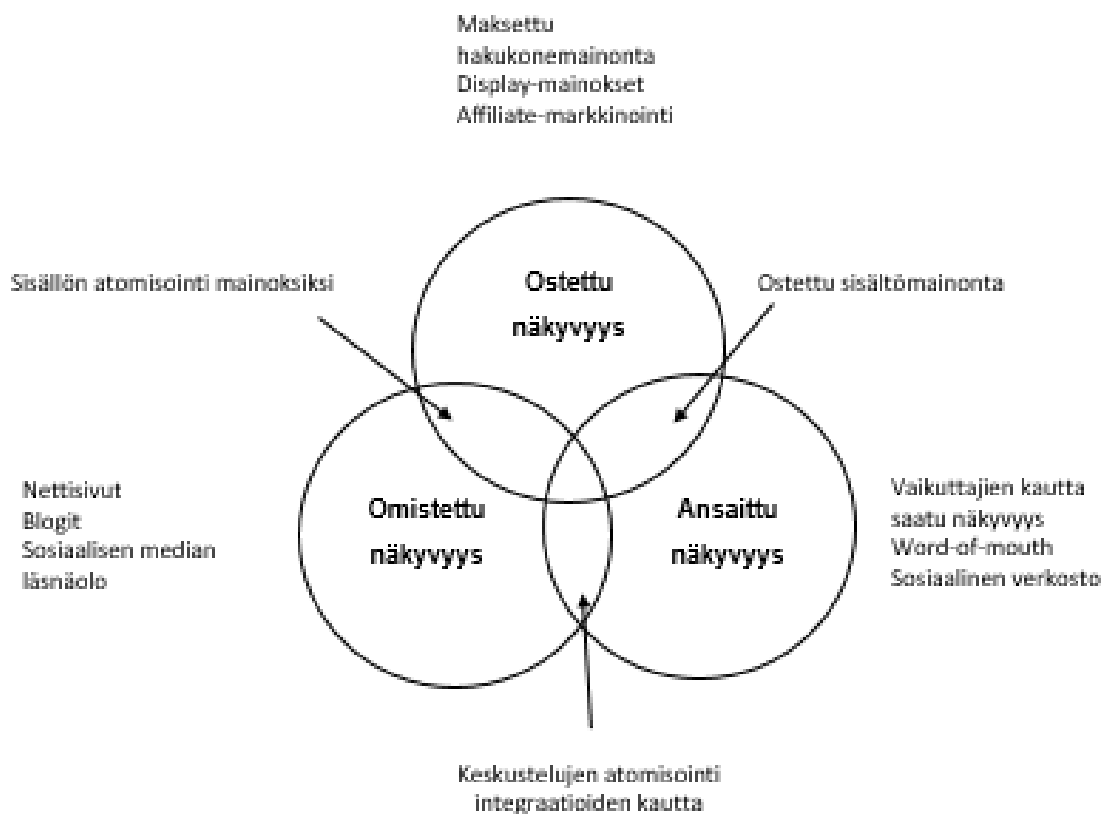 Maksettu
hakukonemainonta
Display-mainokset
Affiliate-markkinointi
Sisällön atomisointi mainoksiksi
Ostettu
näkyvyys
Ostettu sisältömainonta
Nettisivut
Blogit
Sosiaalisen median
läsnäolo
Omistettu
näkyvyys
Ansaittu
näkyvyys
Vaikuttajien kautta
saatu näkyvyys
Word-of-mouth
Sosiaalinen verkosto
Keskustelujen atomisointi
integraatioiden kautta